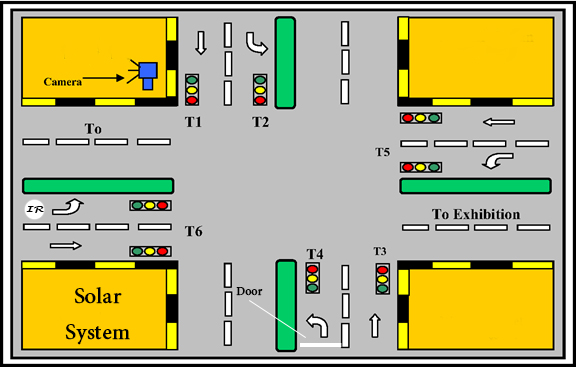 Camera
T1
T2
To
T5
IR
To Exhibition
T6
T4
T3
Door
Solar
System